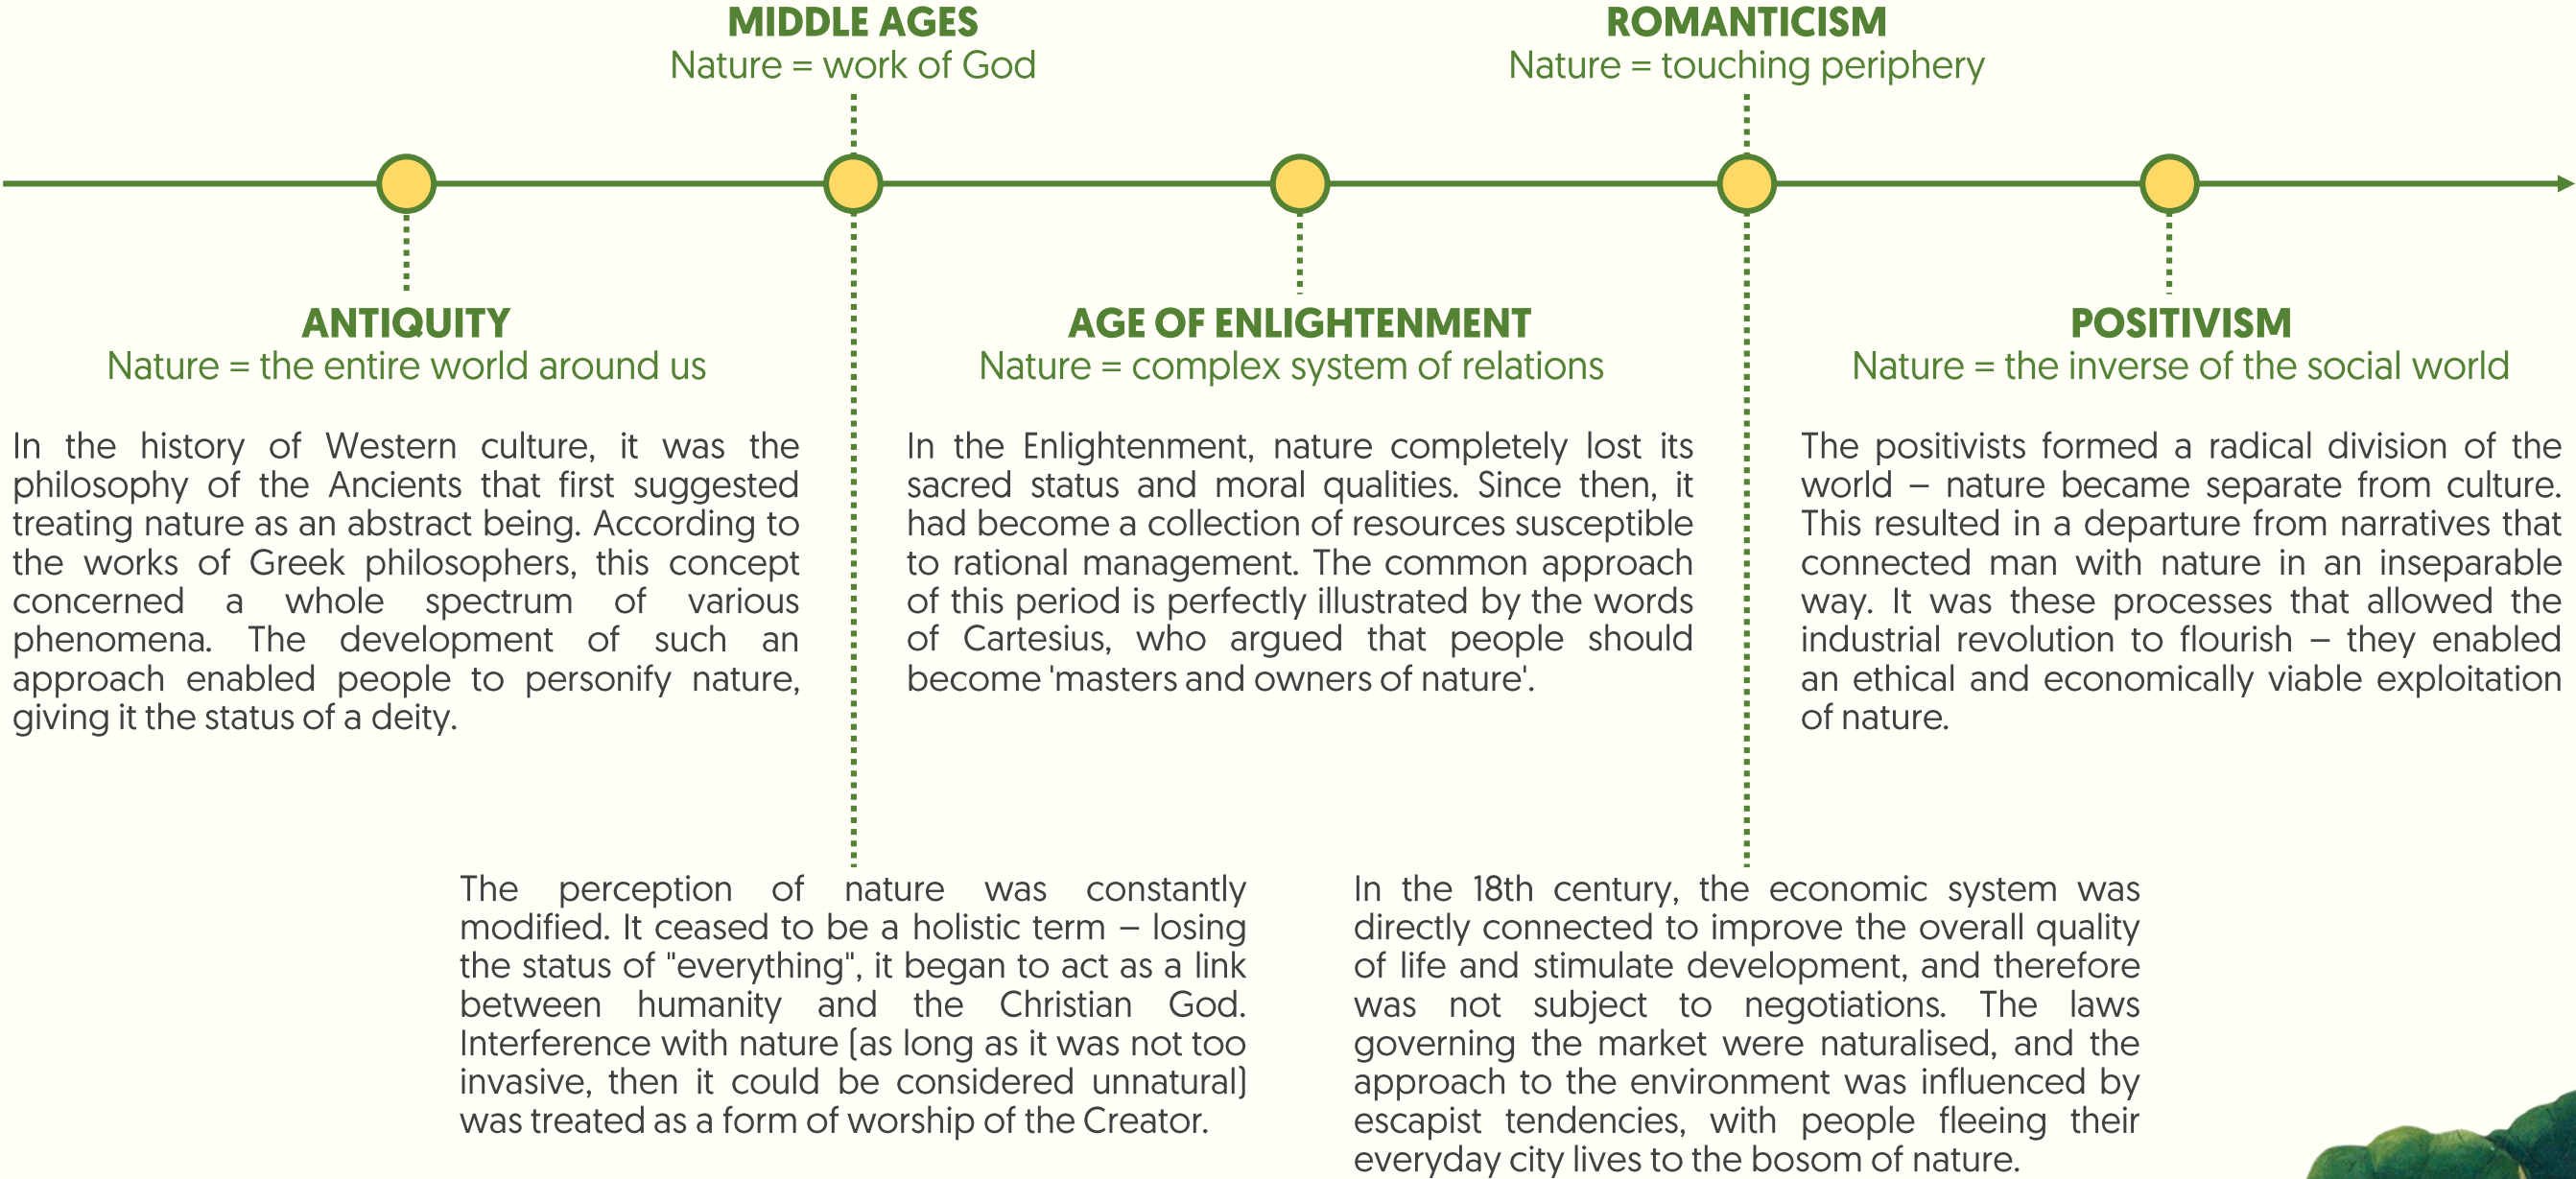 MIDDLE AGES
Nature = work of God
ROMANTICISM
Nature = touching periphery
ANTIQUITY
Nature = the entire world around us
In the history of Western culture, it was the
philosophy of the Ancients that first suggested
treating nature as an abstract being. According to
the works of Greek philosophers, this concept
concerned a whole spectrum of various
phenomena. The development of such an
approach enabled people to personify nature,
giving it the status of a deity.
AGE OF ENLIGHTENMENT
Nature = complex system of relations
In the Enlightenment, nature completely lost its
sacred status and moral qualities. Since then, it
had become a collection of resources susceptible
to rational management. The common approach
of this period is perfectly illustrated by the words
of Cartesius, who argued that people should
become 'masters and owners of nature'.
POSITIVISM
Nature = the inverse of the social world
The positivists formed a radical division of the
world – nature became separate from culture.
This resulted in a departure from narratives that
connected man with nature in an inseparable
way. It was these processes that allowed the
industrial revolution to flourish – they enabled
an ethical and economically viable exploitation
of nature.
The perception of nature was constantly
modified. It ceased to be a holistic term – losing
the status of "everything", it began to act as a link
between humanity and the Christian God.
Interference with nature (as long as it was not too
invasive, then it could be considered unnatural)
was treated as a form of worship of the Creator.
In the 18th century, the economic system was
directly connected to improve the overall quality
of life and stimulate development, and therefore
was not subject to negotiations. The laws
governing the market were naturalised, and the
approach to the environment was influenced by
escapist tendencies, with people fleeing their
everyday city lives to the bosom of nature.